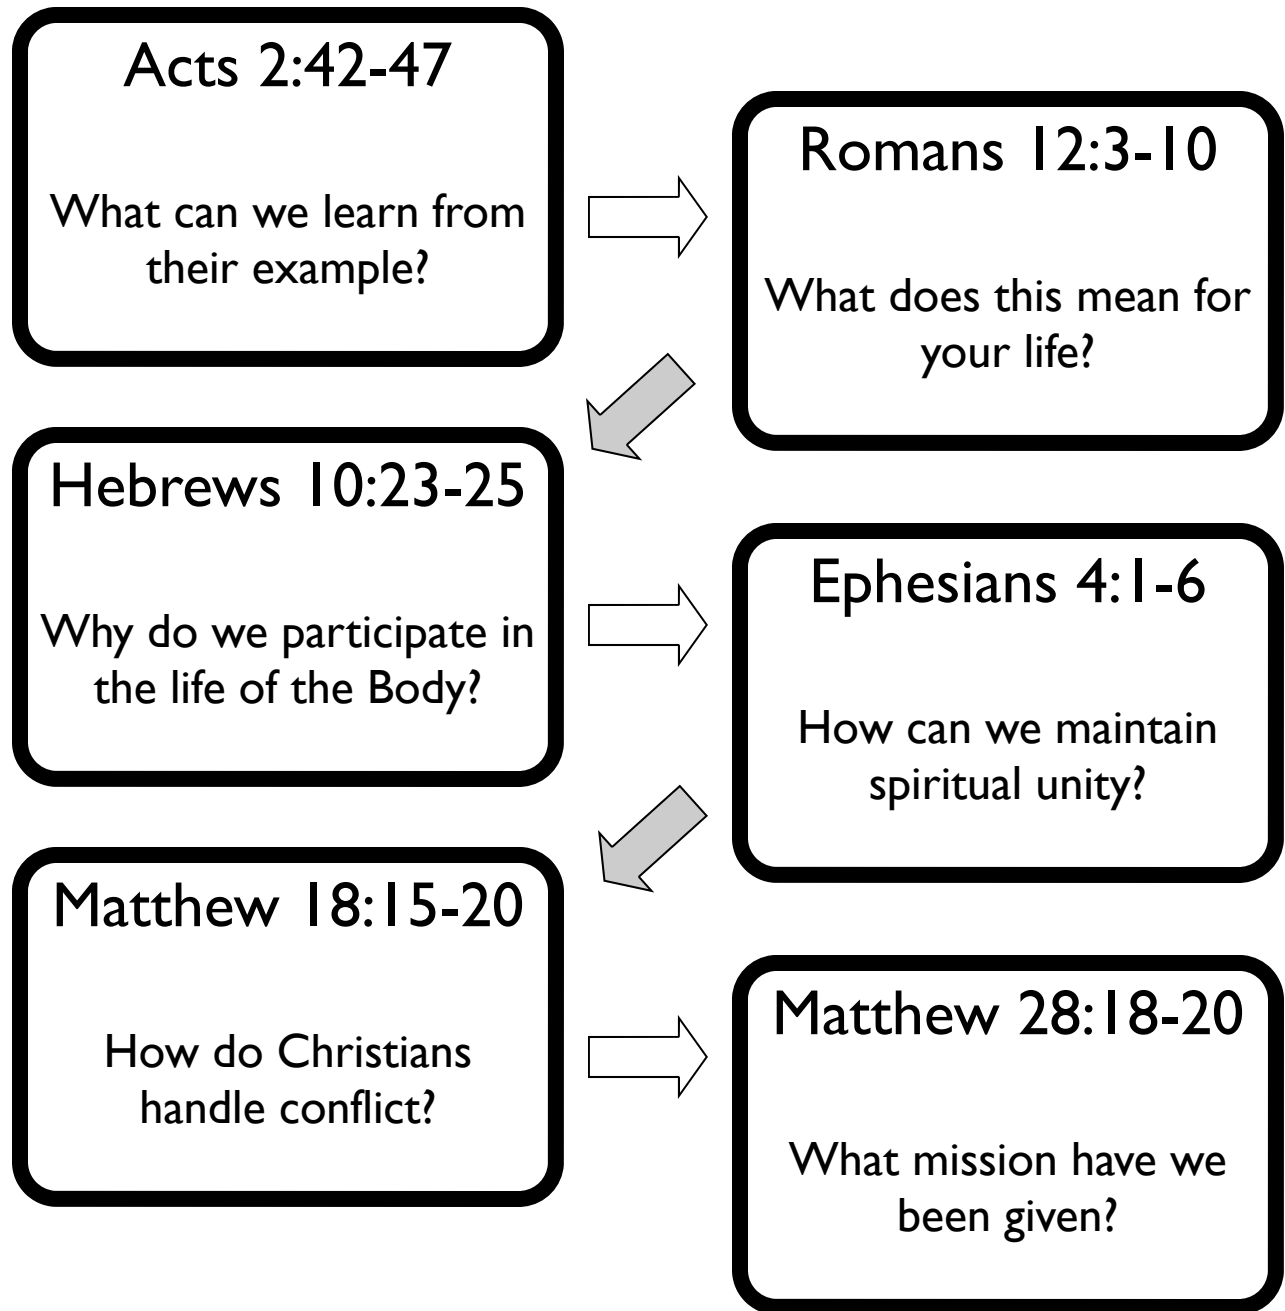 Acts 2:42-47
What can we learn from
their example?
Romans 12:3-10
What does this mean for
your life?
Hebrews 10:23-25
Why do we participate in
the life of the Body?
Ephesians 4:1-6
How can we maintain
spiritual unity?
Matthew 18:15-20
How do Christians
handle conflict?
Matthew 28:18-20
What mission have we
been given?